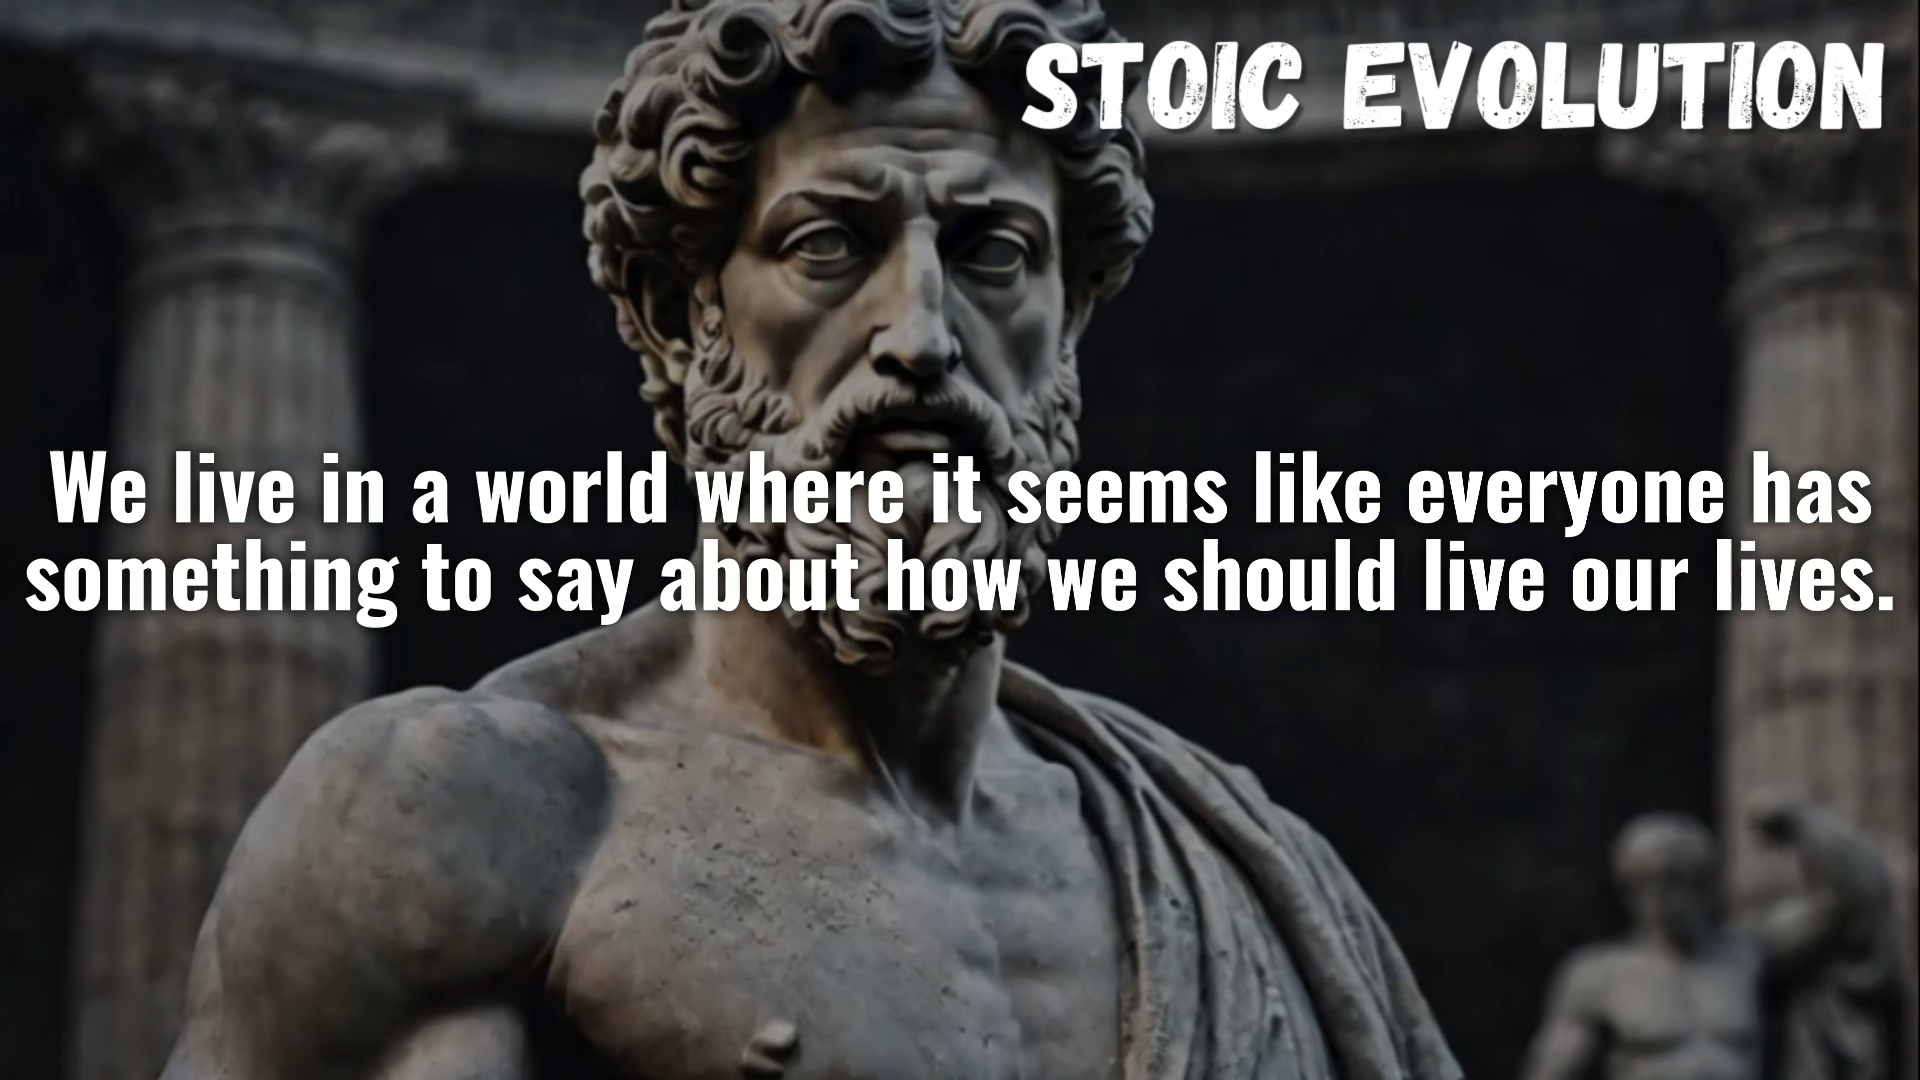 STOIC EVOLUTION
We live in a world where it seems like everyone has
something to say about how we should live our lives.